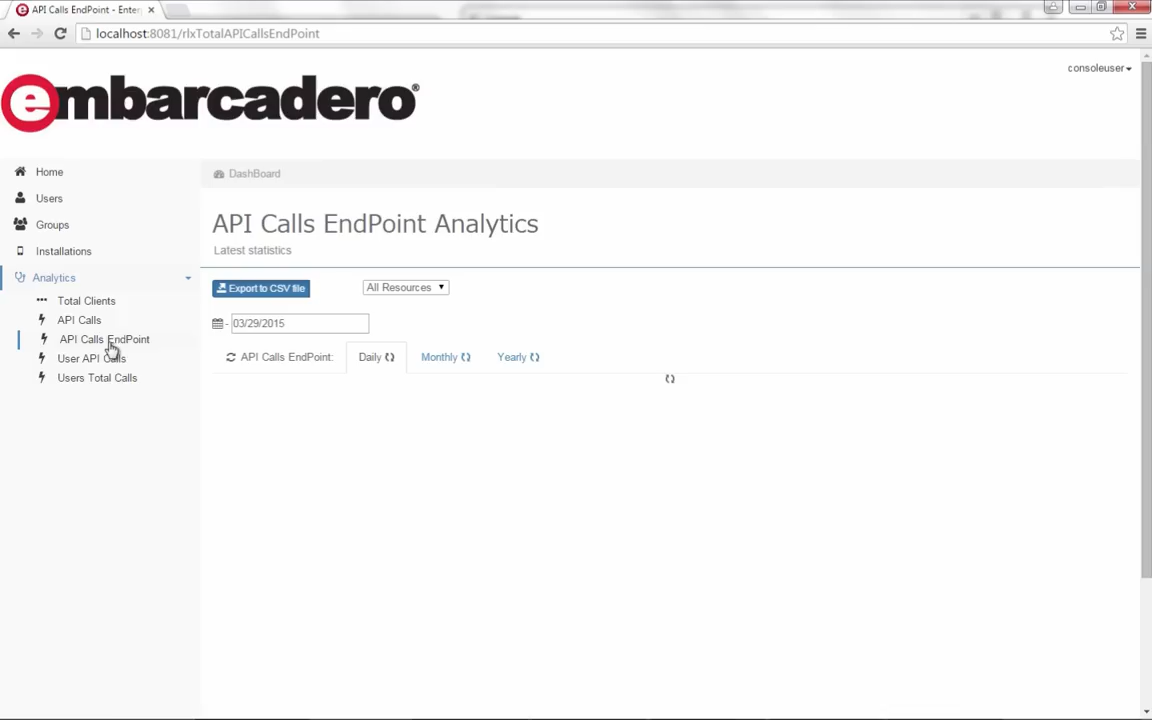 API Calls EndPoint - Enter
localhost:8081/rlxTotalAPICallsEndPoint
consoleuser
embarcadero®
Home
Users
Groups
Installations
Analytics
Total Clients
API Calls
API Calls EndPoint
User API Calls
Users Total Calls
DashBoard
API Calls EndPoint Analytics
Latest statistics
Export to CSV file
All Resources
- 03/29/2015
API Calls EndPoint:
Daily
Monthly
Yearly